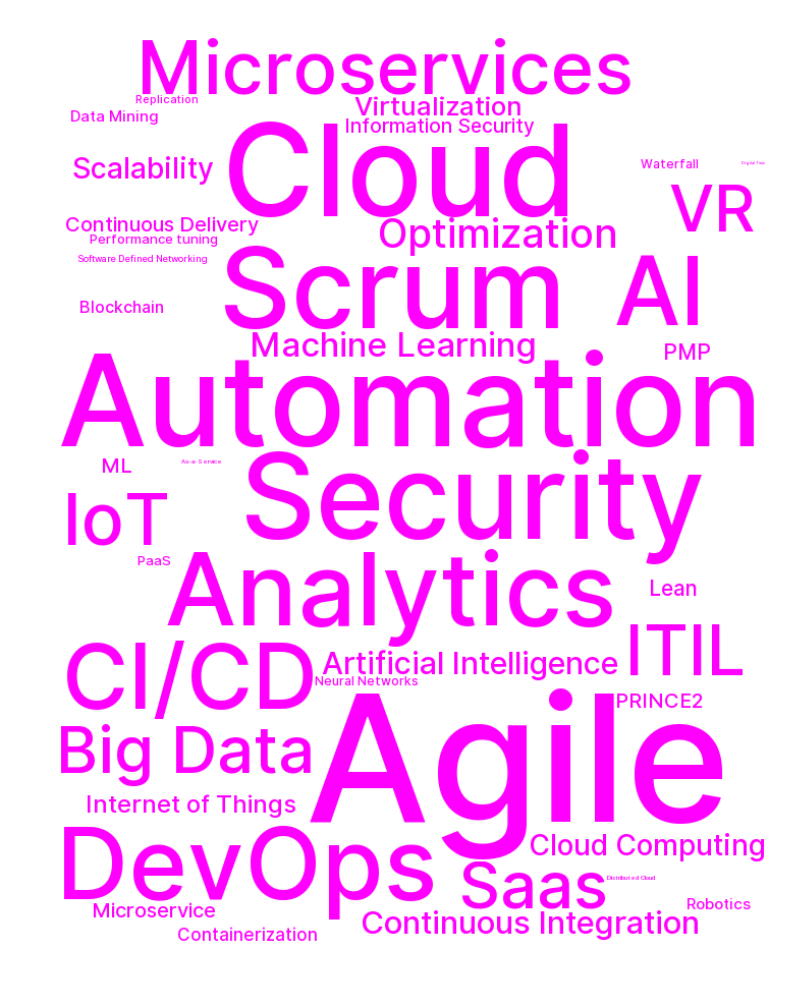 Microservices
Replication
Virtualization
Data Mining
Information Security
Cloud
Scalability
Waterfall
VR
Continuous Delivery
Optimization
Performance tuning
Software Defined Networking
Scrum
AI
Blockchain
Machine Learning
PMP
Automation
ML
As-a-Service
Security
IoT
PaaS
Analytics
Lean
ITIL
CI/CD
Artificial Intelligence
Neural Networks
PRINCE2
Agile
Big Data
Internet of Things
DevOps
Cloud Computing
Saas
Distributed Cloud
Robotics
Microservice
Continuous Integration
Containerization